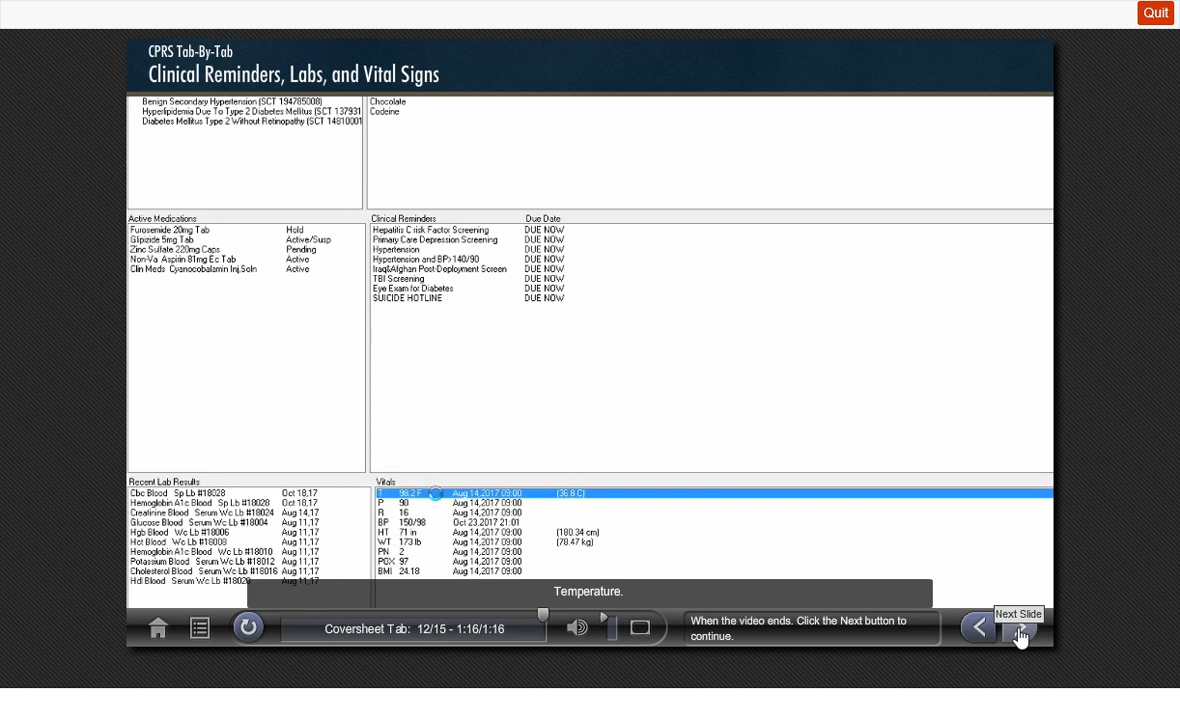 Quit
CPRS Tab-By-Tab
Clinical Reminders, Labs, and Vital Signs
Benign Secondary Hypertension (SCT 194785008)
Hyperlipidemia Due To Type 2 Diabetes Mellitus (SCT 137931
Diabetes Mellitus Type 2 Without Retinopathy (SCT 14810001
Chocolate
Codeine
Active Medications
Furosemide 20mg Tab Hold
Glipizide 5mg Tab Active/Susp
Zinc Sulfate 220mg Caps Pending
Non-Va Aspirin 81mg Ec Tab Active
Clin Meds Cyanocobalamin Inj,Soln Active
Clinical Reminders Due Date
Hepatitis C risk Factor Screening DUE NOW
Primary Care Depression Screening DUE NOW
Hypertension DUE NOW
Hypertension and BP>140/90 DUE NOW
Iraq&Afghan Post-Deployment Screen DUE NOW
TBI Screening DUE NOW
Eye Exam for Diabetes DUE NOW
SUICIDE HOTLINE DUE NOW
Recent Lab Results
Cbc Blood Sp Lb #18028 Oct 18,17
Hemoglobin A1c Blood Sp Lb #18028 Oct 18,17
Creatinine Blood Serum Wc Lb #18024 Aug 14,17
Glucose Blood Serum Wc Lb #18004 Aug 11,17
Hgb Blood Wc Lb #18006 Aug 11,17
Hct Blood Wc Lb #18008 Aug 11,17
Hemoglobin A1c Blood Wc Lb #18010 Aug 11,17
Potassium Blood Serum Wc Lb #18012 Aug 11,17
Cholesterol Blood Serum Wc Lb #18016 Aug 11,17
Hdl Blood Serum Wc Lb #18020 Aug 11,17
Vitals
T 98.2 F Aug 14,2017 09:00 (36.8 C)
P 90 Aug 14,2017 09:00
R 16 Aug 14,2017 09:00
BP 150/98 Oct 23,2017 21:01
HT 71 in Aug 14,2017 09:00 (180.34 cm)
WT 173 lb Aug 14,2017 09:00 (78.47 kg)
PN 2 Aug 14,2017 09:00
POX 97 Aug 14,2017 09:00
BMI 24.18 Aug 14,2017 09:00
Temperature.
Coversheet Tab: 12/15 - 1:16/1:16
When the video ends. Click the Next button to
continue.
Next Slide